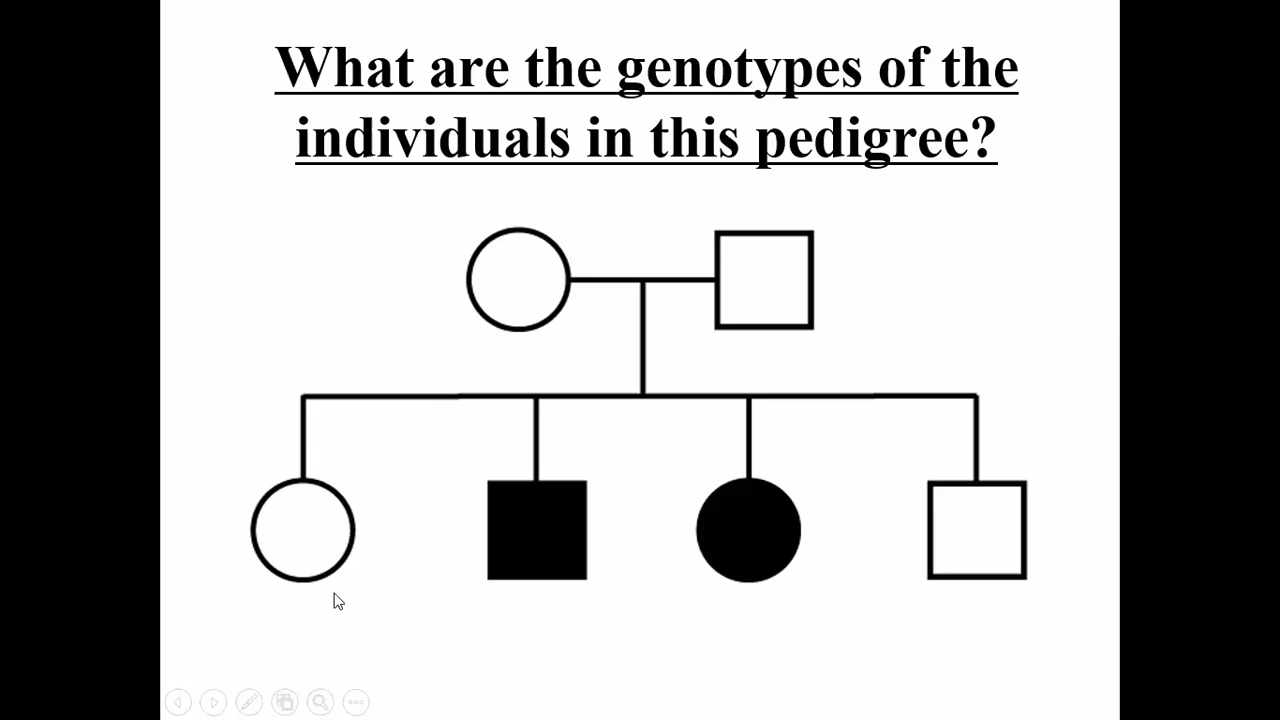 What are the genotypes of the
individuals in this pedigree?